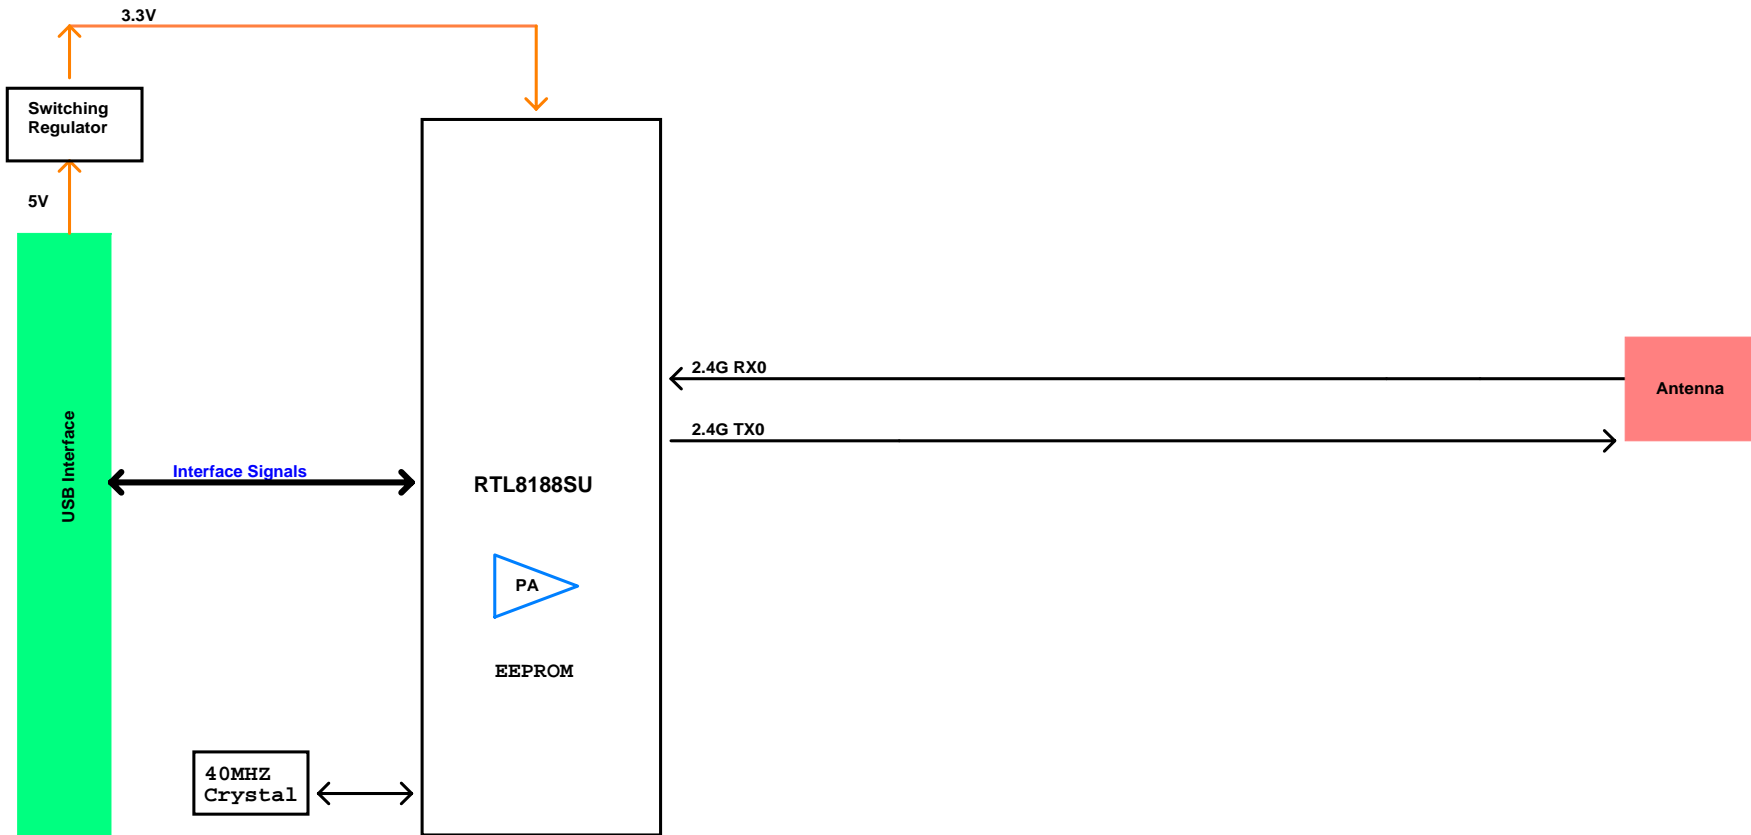 3.3V
Switching
Regulator
5V
2.4G RX0
Antenna
2.4G TX0
USB Interface
Interface Signals
RTL8188SU
PA
EEPROM
40MHZ
Crystal